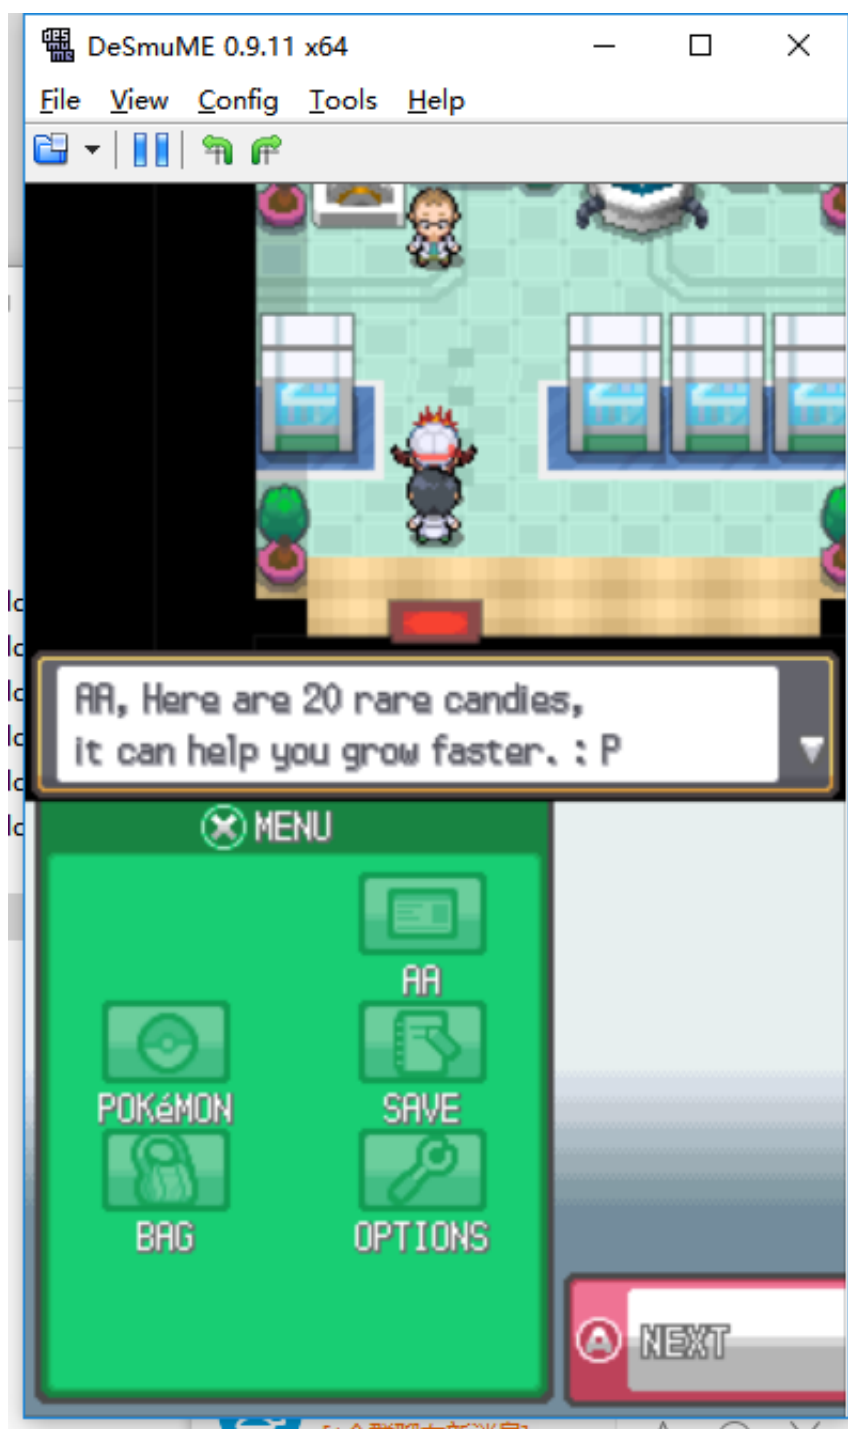 DeSmuME 0.9.11 x64
File View Config Tools Help
AA, Here are 20 rare candies,
it can help you grow faster. : P
MENU
AA
POKéMON
SAVE
BAG
OPTIONS
A NEXT